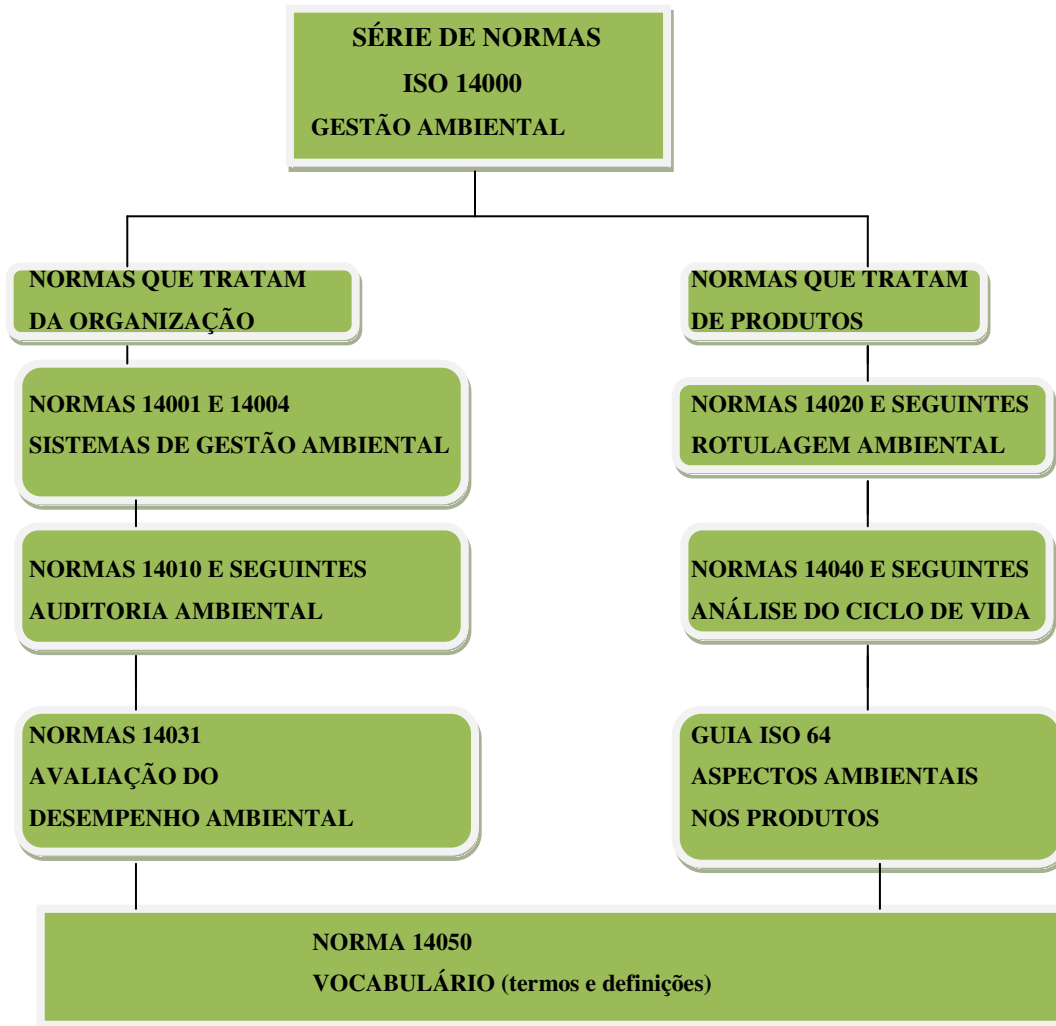 SÉRIE DE NORMAS
ISO 14000
GESTÃO AMBIENTAL
NORMAS QUE TRATAM
DA ORGANIZAÇÃO
NORMAS 14001 E 14004
SISTEMAS DE GESTÃO AMBIENTAL
NORMAS 14010 E SEGUINTES
AUDITORIA AMBIENTAL
NORMAS 14031
AVALIAÇÃO DO
DESEMPENHO AMBIENTAL
NORMAS QUE TRATAM
DE PRODUTOS
NORMAS 14020 E SEGUINTES
ROTULAGEM AMBIENTAL
NORMAS 14040 E SEGUINTES
ANÁLISE DO CICLO DE VIDA
GUIA ISO 64
ASPECTOS AMBIENTAIS
NOS PRODUTOS
NORMA 14050
VOCABULÁRIO (termos e definições)